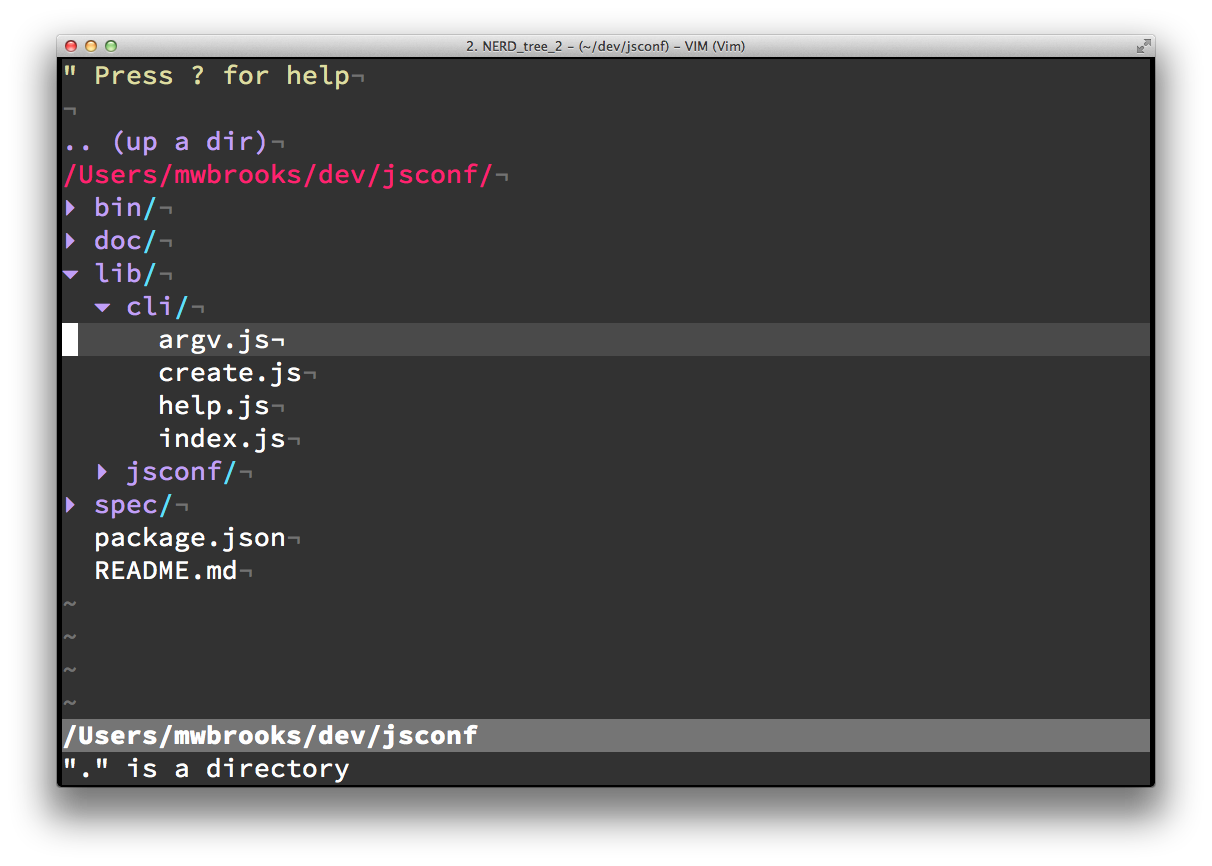 2. NERD_tree_2 – (~/dev/jsconf) – VIM (Vim)
" Press ? for help¬
¬
.. (up a dir)¬
/Users/mwbrooks/dev/jsconf/¬
▸ bin/¬
▸ doc/¬
▾ lib/¬
  ▾ cli/¬
      argv.js¬
      create.js¬
      help.js¬
      index.js¬
  ▸ jsconf/¬
▸ spec/¬
  package.json¬
  README.md¬
~
~
~
~
/Users/mwbrooks/dev/jsconf
"." is a directory